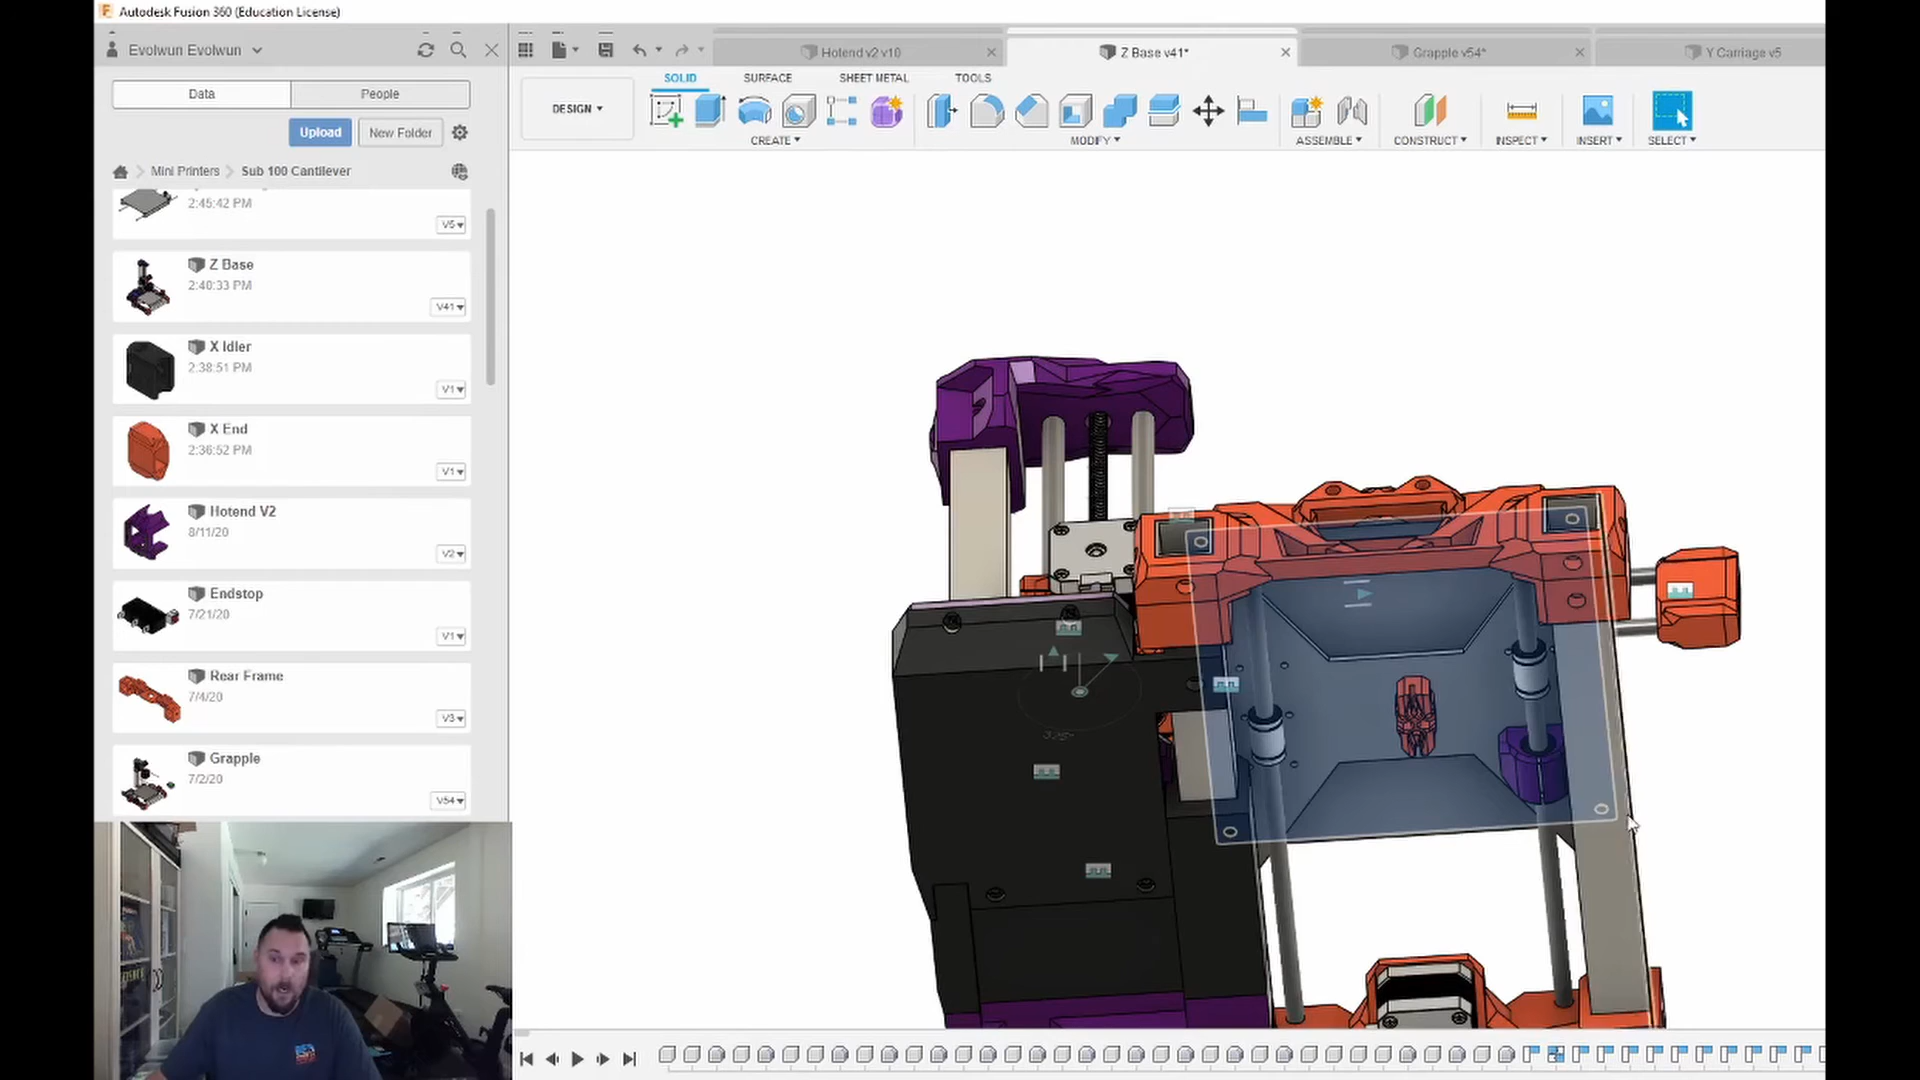 Autodesk Fusion 360 (Education License)
Evolwun Evolwun
Hotend v2 v10
Z Base v41*
Grapple v54*
Y Carriage v5
Data
People
Upload
New Folder
DESIGN
SOLID
SURFACE
SHEET METAL
TOOLS
CREATE
MODIFY
ASSEMBLE
CONSTRUCT
INSPECT
INSERT
SELECT
Mini Printers
Sub 100 Cantilever
2:45:42 PM
V5
Z Base
2:40:33 PM
V41
X Idler
2:38:51 PM
V1
X End
2:36:52 PM
V1
Hotend V2
8/11/20
V2
Endstop
7/21/20
V1
Rear Frame
7/4/20
V3
Grapple
7/2/20
V54